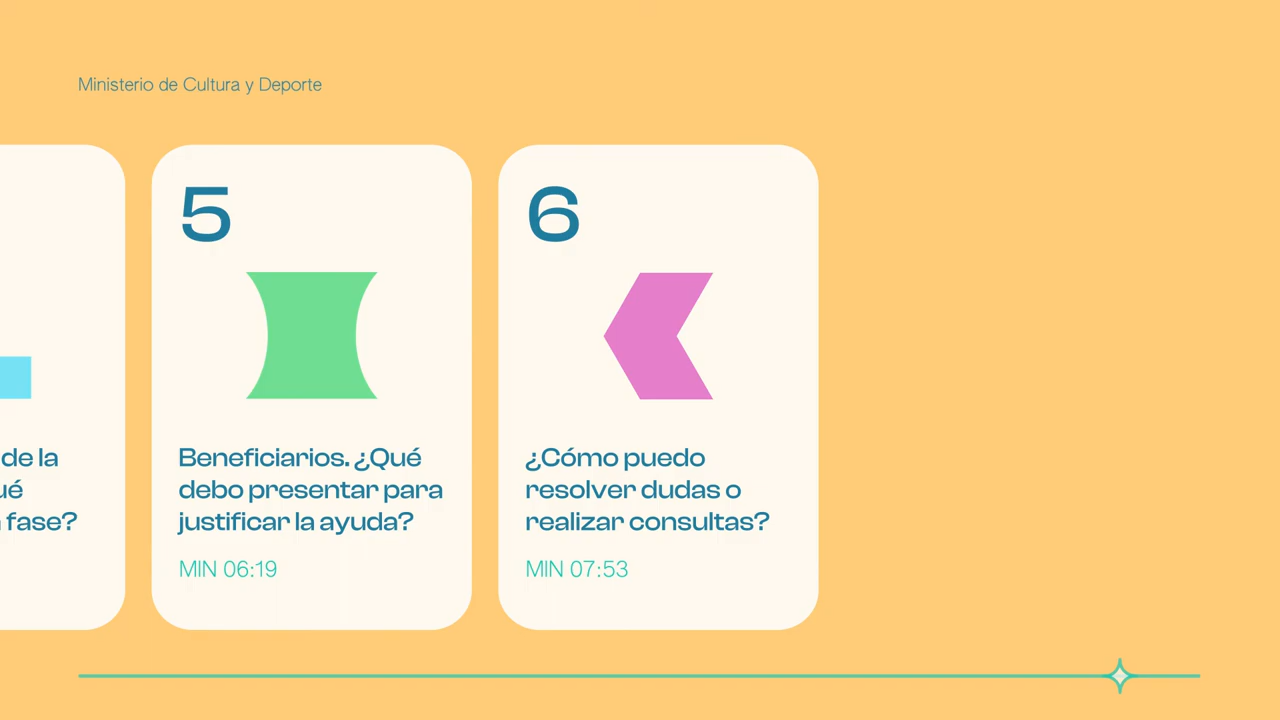 Ministerio de Cultura y Deporte
de la
ué
fase?
5
Beneficiarios. ¿Qué
debo presentar para
justificar la ayuda?
MIN 06:19
6
¿Cómo puedo
resolver dudas o
realizar consultas?
MIN 07:53